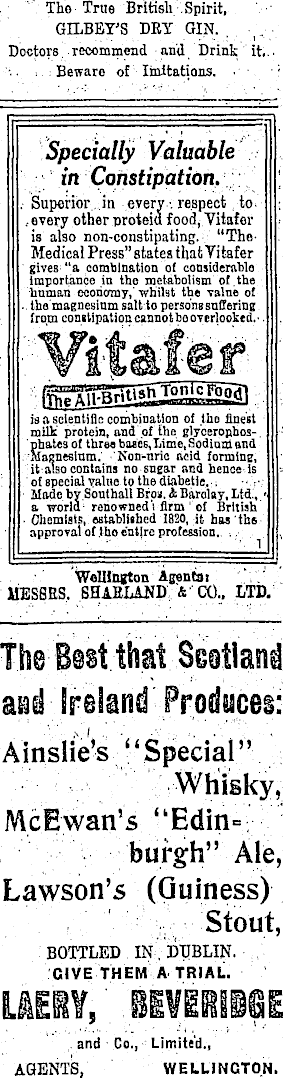 The True British Spirit,
GILBEY'S DRY GIN.
Doctors recommend and Drink it.
Beware of Imitations.
Specially Valuable
in Constipation.
Superior in every respect to
every other proteid food, Vitafer
is also non-constipating. "The
Medical Press" states that Vitafer
gives "a combination of considerable
importance in the metabolism of the
human economy, whilst the value of
the magnesium salt to persons suffering
from constipation cannot be overlooked.
Vitafer
The All-British Tonic Food
is a scientific combination of the finest
milk protein, and of the glycerophos-
phates of three bases, Lime, Sodium and
Magnesium. Non-uric acid forming,
it also contains no sugar and hence is
of special value to the diabetic.
Made by Southall Bros. & Barclay, Ltd.,
a world renowned firm of British
Chemists, established 1820, it has the
approval of the entire profession.
1
Wellington Agents:
MESSRS. SHARLAND & CO., LTD.
The Best that Scotland
and Ireland Produces:
Ainslie's "Special"
Whisky,
McEwan's "Edin=
burgh" Ale,
Lawson's (Guiness)
Stout,
BOTTLED IN DUBLIN.
GIVE THEM A TRIAL.
LAERY, BEVERIDGE
and Co., Limited.,
AGENTS, WELLINGTON.